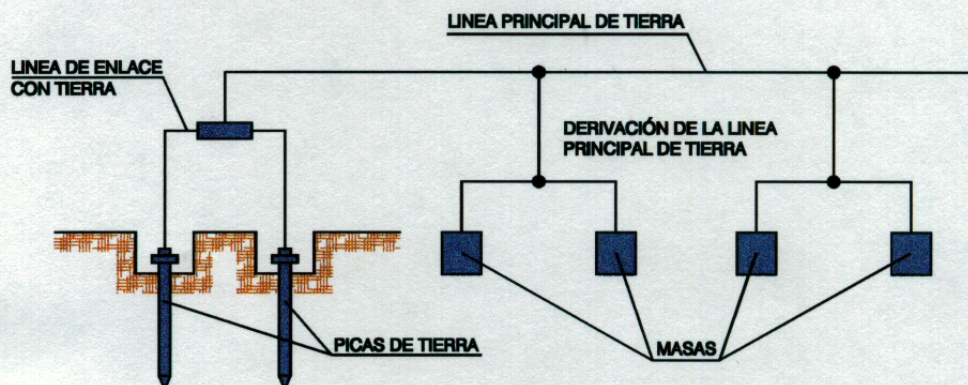 LINEA PRINCIPAL DE TIERRA
LINEA DE ENLACE
CON TIERRA
DERIVACIÓN DE LA LINEA
PRINCIPAL DE TIERRA
PICAS DE TIERRA
MASAS